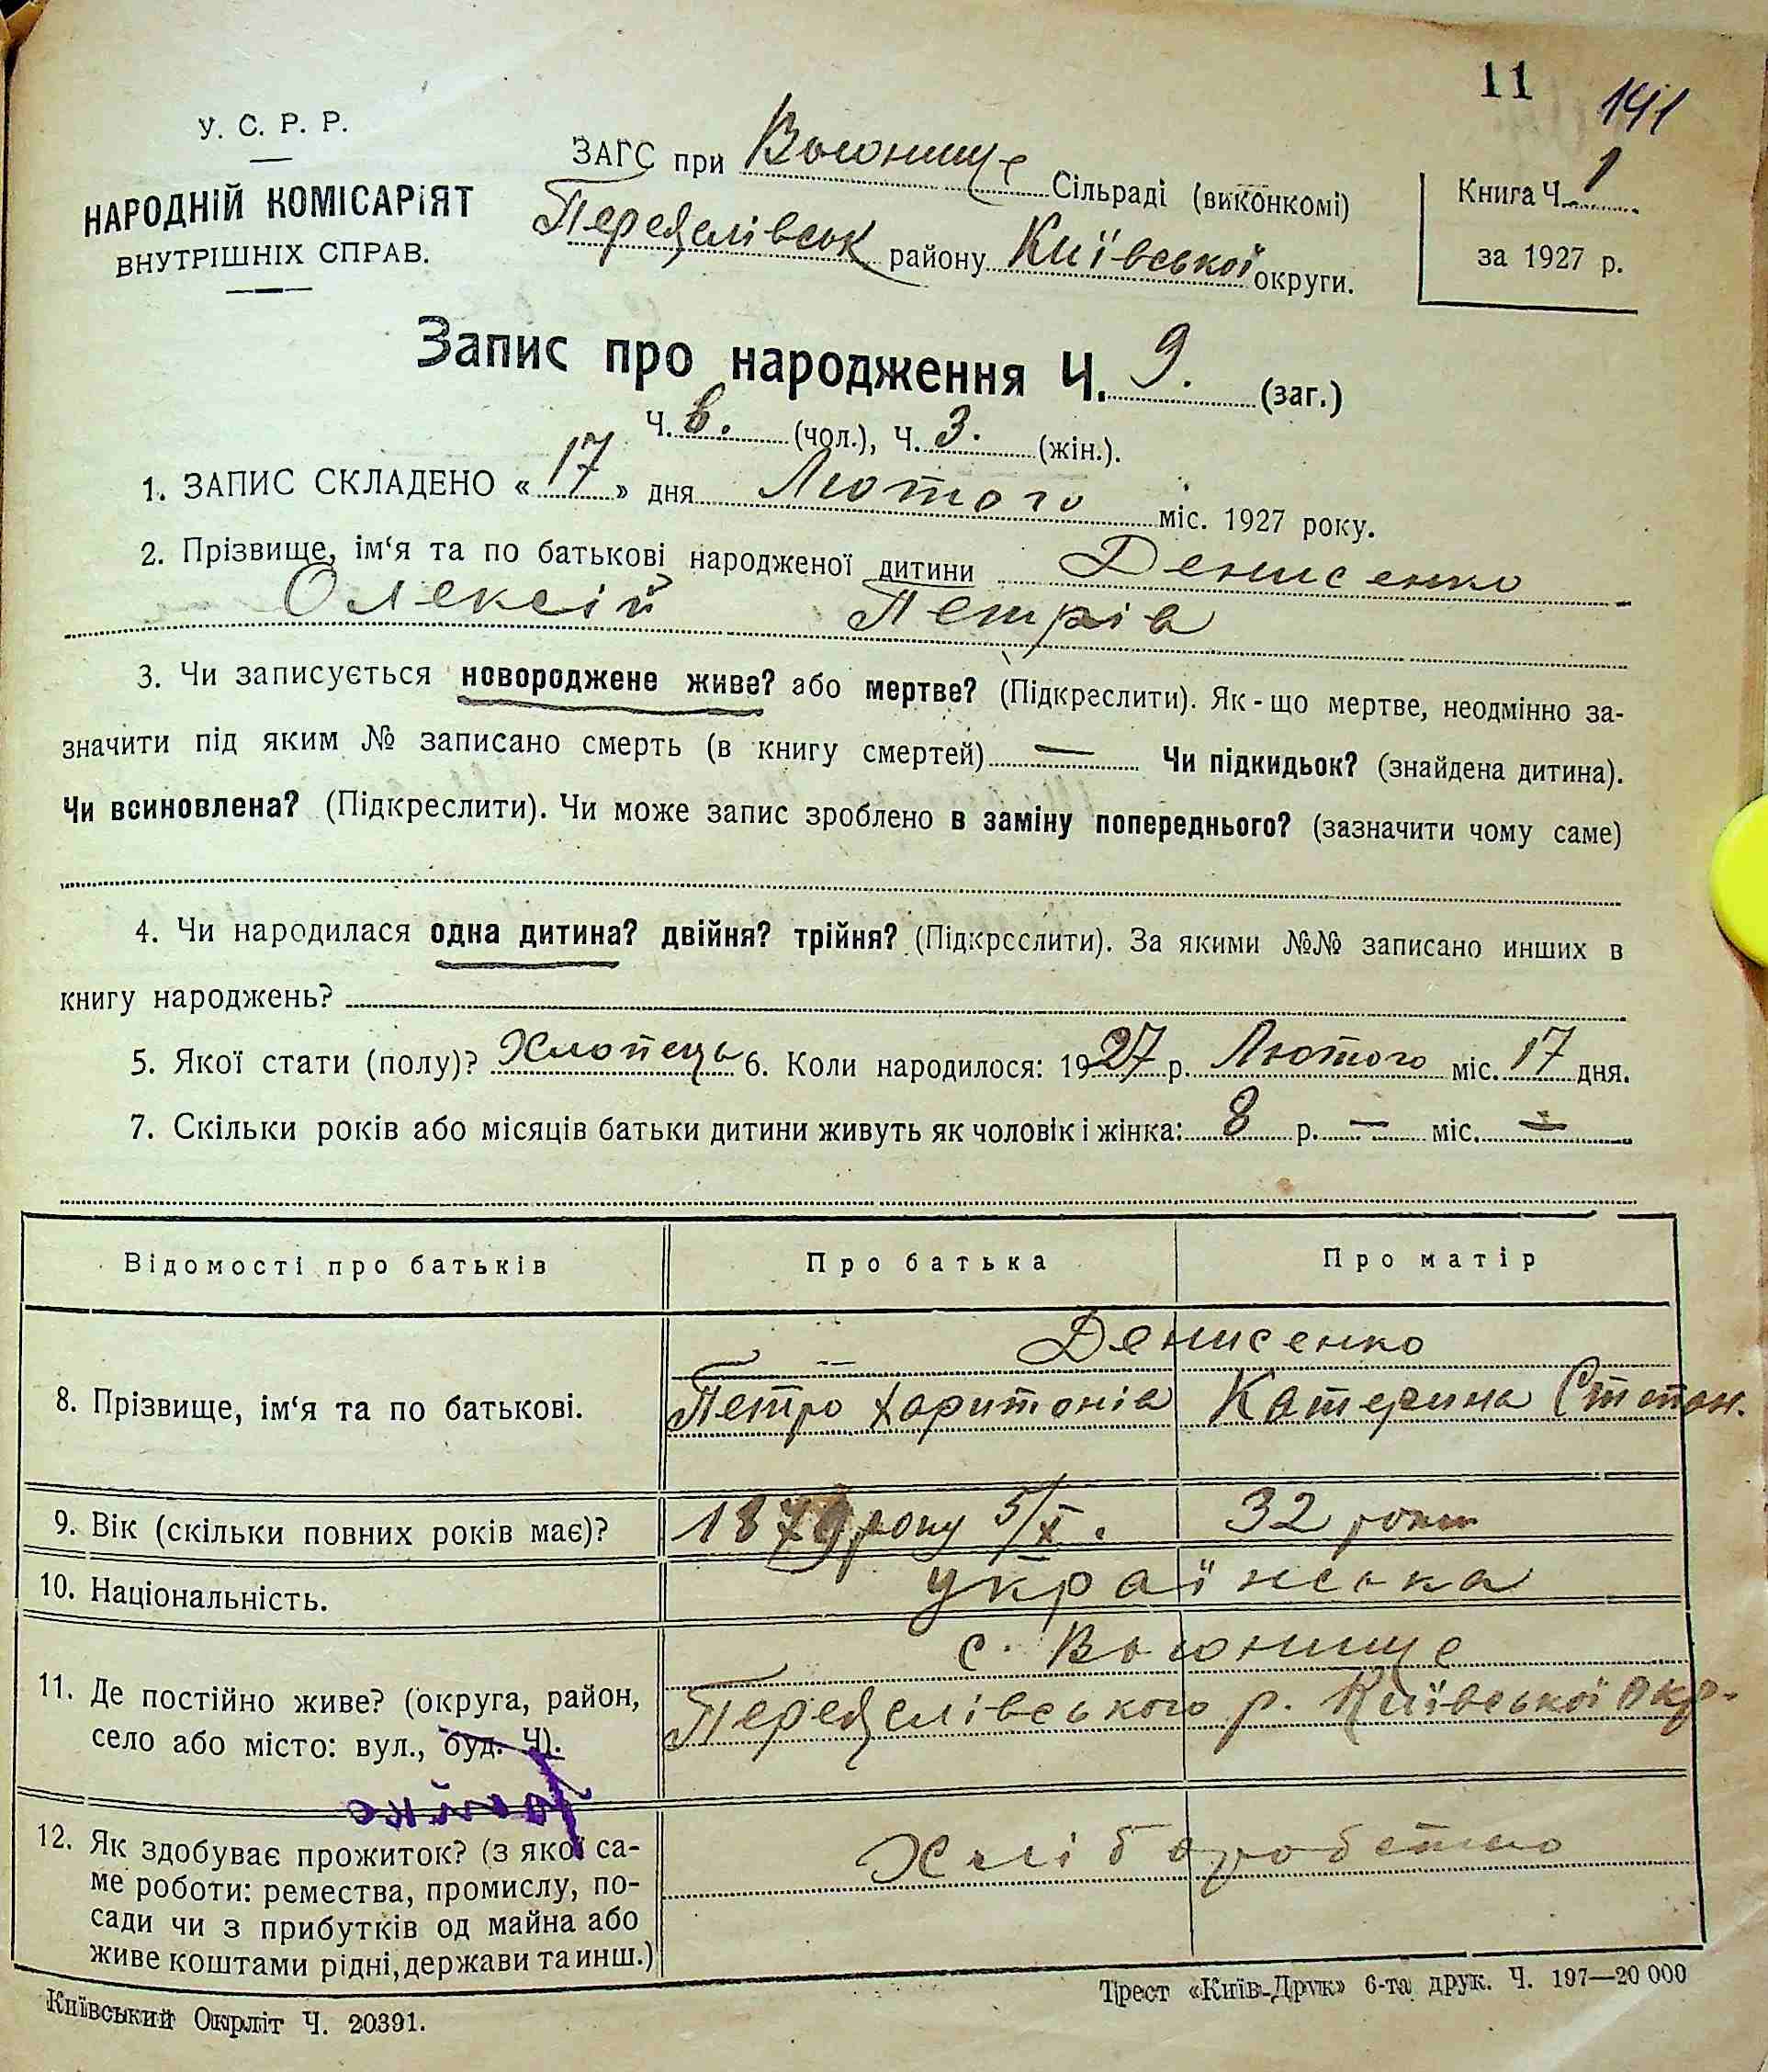 11
141
У. С. Р. Р.
НАРОДНІЙ КОМІСАРІЯТ
ВНУТРІШНІХ СПРАВ.
ЗАГС при Вьюнище Сільраді (виконкомі)
Переяслівськ району Київської округи.
Книга Ч. 1
за 1927 р.
Запис про народження Ч. 9. (заг.)
Ч. 6. (чол.), Ч. 3. (жін.).
1. ЗАПИС СКЛАДЕНО « 17 » дня Лютого міс. 1927 року.
2. Прізвище, ім‘я та по батькові народженої дитини Денисенко
Олексій Петрів
3. Чи записується новороджене живе? або мертве? (Підкреслити). Як-що мертве, неодмінно за-
значити під яким № записано смерть (в книгу смертей) — Чи підкидьок? (знайдена дитина).
Чи всиновлена? (Підкреслити). Чи може запис зроблено в заміну попереднього? (зазначити чому саме)
4. Чи народилася одна дитина? двійня? трійня? (Підкреслити). За якими №№ записано инших в
книгу народжень?
5. Якої стати (полу)? Хлопець 6. Коли народилося: 1927 р. Лютого міс. 17 дня.
7. Скільки років або місяців батьки дитини живуть як чоловік і жінка: 8 р. — міс. —
Відомості про батьків Про батька Про матір
Денисенко
8. Прізвище, ім‘я та по батькові. Петро Харитонів Катерина Степан.
9. Вік (скільки повних років має)? 1879 року 5/X. 32 роки
10. Національність. українська
с. Вьюнище
11. Де постійно живе? (округа, район, Переяслівського р. Київської Окр.
село або місто: вул., буд. Ч).
12. Як здобуває прожиток? (з якої са- Хліборобство
ме роботи: ремества, промислу, по-
сади чи з прибутків од майна або
живе коштами рідні, держави та инш.)
Київський Окрліт Ч. 20391.
Трест «Київ-Друк» 6-та друк. Ч. 197—20 000